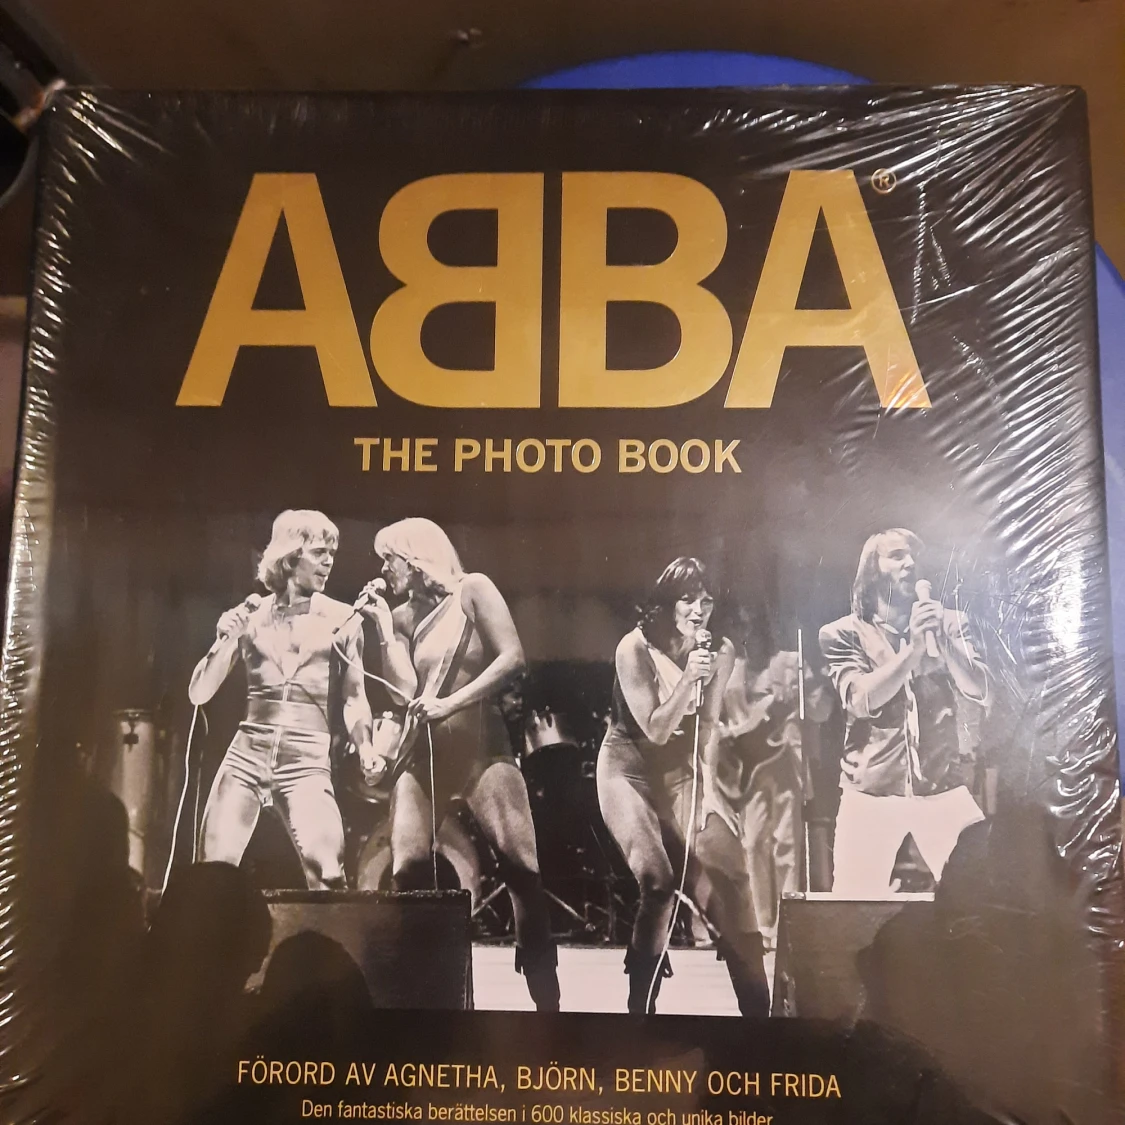 ABBA®
THE PHOTO BOOK
FÖRORD AV AGNETHA, BJÖRN, BENNY OCH FRIDA
Den fantastiska berättelsen i 600 klassiska och unika bilder